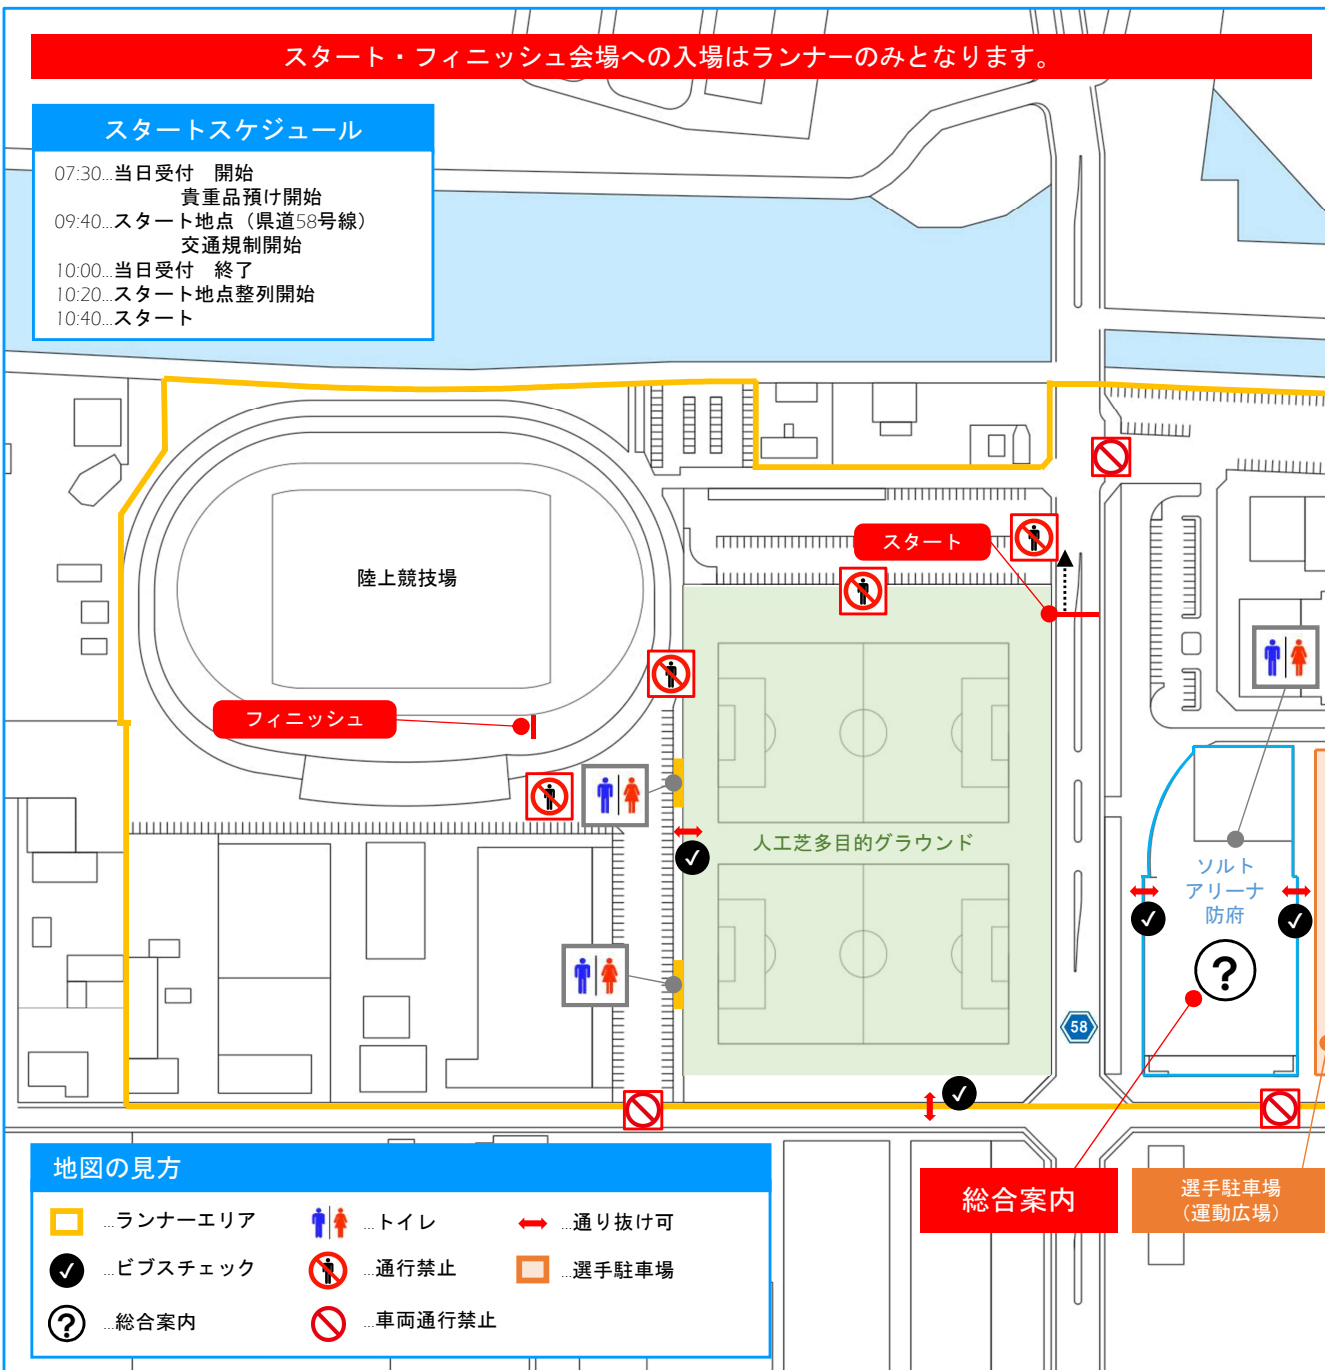 スタート・フィニッシュ会場への入場はランナーのみとなります。
スタートスケジュール
07:30…当日受付　開始
貴重品預け開始
09:40…スタート地点（県道58号線）
交通規制開始
10:00…当日受付　終了
10:20…スタート地点整列開始
10:40…スタート
スタート
陸上競技場
フィニッシュ
人工芝多目的グラウンド
ソルト
アリーナ
防府
?
58
総合案内
選手駐車場
（運動広場）
地図の見方
…ランナーエリア
…トイレ
…通り抜け可
…ビブスチェック
…通行禁止
…選手駐車場
?
…総合案内
…車両通行禁止